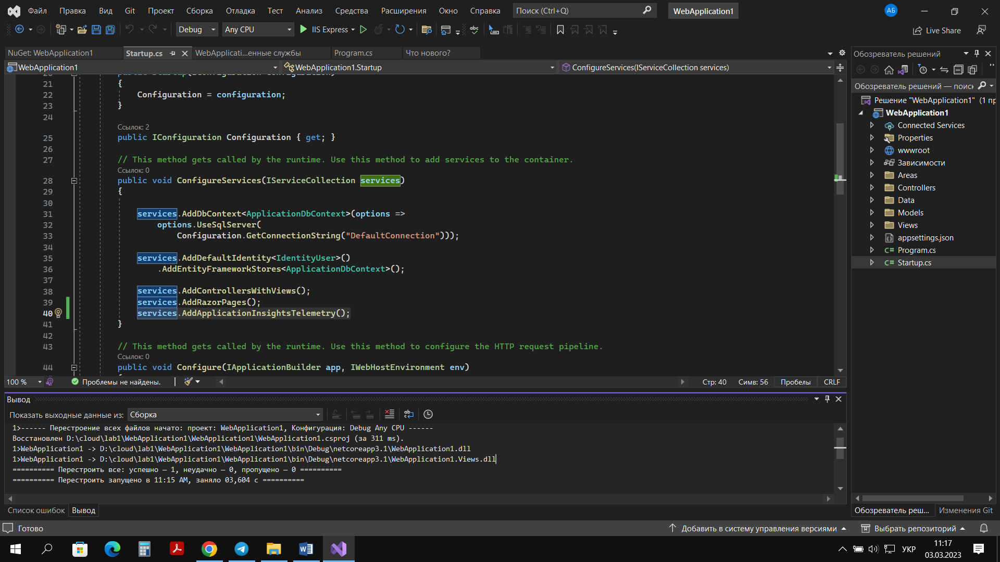 Файл Правка Вид Git Проект Сборка Отладка Тест Анализ Средства Расширения Окно Справка Поиск (Ctrl+Q) WebApplication1 АБ
Debug Any CPU IIS Express abc Live Share
NuGet: WebApplication1 Startup.cs WebApplicati...енные службы Program.cs Что нового?
WebApplication1 WebApplication1.Startup ConfigureServices(IServiceCollection services)
21 {
22 Configuration = configuration;
23 }
24
Ссылок: 2
25 public IConfiguration Configuration { get; }
26
27 // This method gets called by the runtime. Use this method to add services to the container.
Ссылок: 0
28 public void ConfigureServices(IServiceCollection services)
29 {
30
31 services.AddDbContext<ApplicationDbContext>(options =>
32 options.UseSqlServer(
33 Configuration.GetConnectionString("DefaultConnection")));
34
35 services.AddDefaultIdentity<IdentityUser>()
36 .AddEntityFrameworkStores<ApplicationDbContext>();
37
38 services.AddControllersWithViews();
39 services.AddRazorPages();
40 services.AddApplicationInsightsTelemetry();
41 }
42
43 // This method gets called by the runtime. Use this method to configure the HTTP request pipeline.
Ссылок: 0
44 public void Configure(IApplicationBuilder app, IWebHostEnvironment env)
100 % Проблемы не найдены. Стр: 40 Симв: 56 Пробелы CRLF
Вывод
Показать выходные данные из: Сборка
1>------ Перестроение всех файлов начато: проект: WebApplication1, Конфигурация: Debug Any CPU ------
Восстановлен D:\cloud\lab1\WebApplication1\WebApplication1\WebApplication1.csproj (за 311 ms).
1>WebApplication1 -> D:\cloud\lab1\WebApplication1\WebApplication1\bin\Debug\netcoreapp3.1\WebApplication1.dll
1>WebApplication1 -> D:\cloud\lab1\WebApplication1\WebApplication1\bin\Debug\netcoreapp3.1\WebApplication1.Views.dll
========== Перестроить все: успешно – 1, неудачно – 0, пропущено – 0 ==========
========== Перестроить запущено в 11:15 AM, заняло 03,604 с ==========
Список ошибок Вывод
Обозреватель решений
Обозреватель решений — поиск
Решение "WebApplication1" (1 пр
WebApplication1
Connected Services
Properties
wwwroot
Зависимости
Areas
Controllers
Data
Models
Views
appsettings.json
C# Program.cs
C# Startup.cs
Обозреватель реш... Изменения Git
Готово Добавить в систему управления версиями Выбрать репозиторий
УКР 11:17
03.03.2023